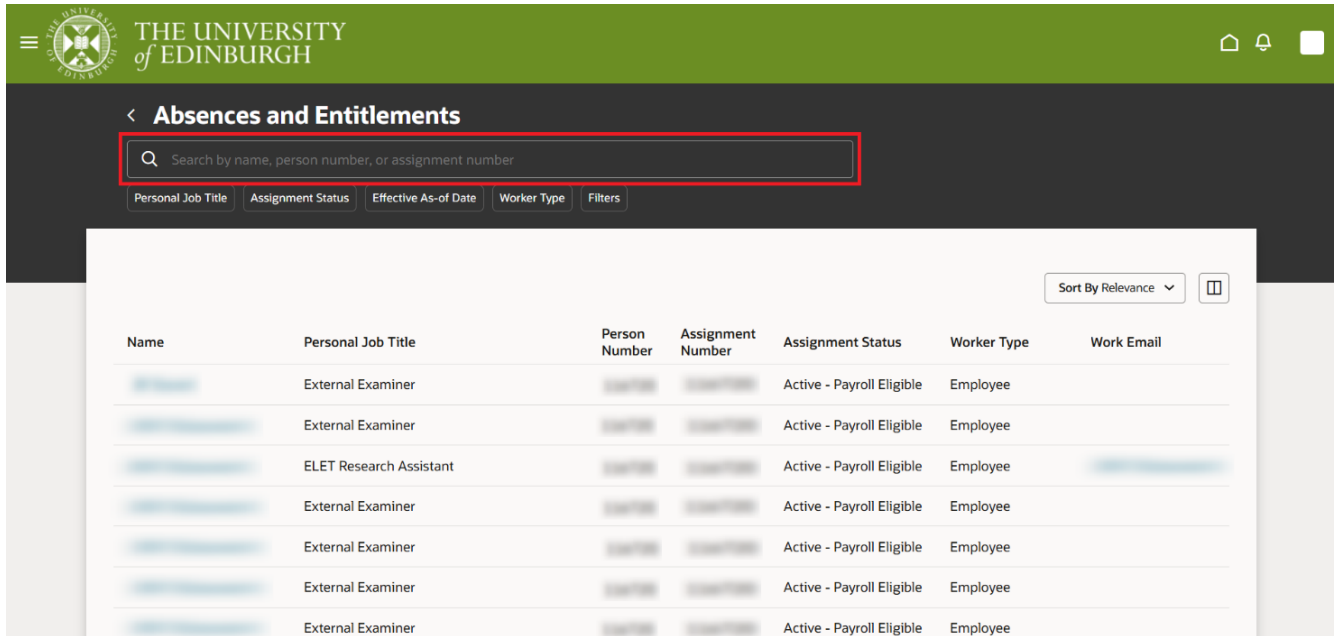 THE UNIVERSITY
of EDINBURGH
Absences and Entitlements
Search by name, person number, or assignment number
Personal Job Title Assignment Status Effective As-of Date Worker Type Filters
Sort By Relevance
Name Personal Job Title Person Number Assignment Number Assignment Status Worker Type Work Email
External Examiner Active - Payroll Eligible Employee
External Examiner Active - Payroll Eligible Employee
ELET Research Assistant Active - Payroll Eligible Employee
External Examiner Active - Payroll Eligible Employee
External Examiner Active - Payroll Eligible Employee
External Examiner Active - Payroll Eligible Employee
External Examiner Active - Payroll Eligible Employee